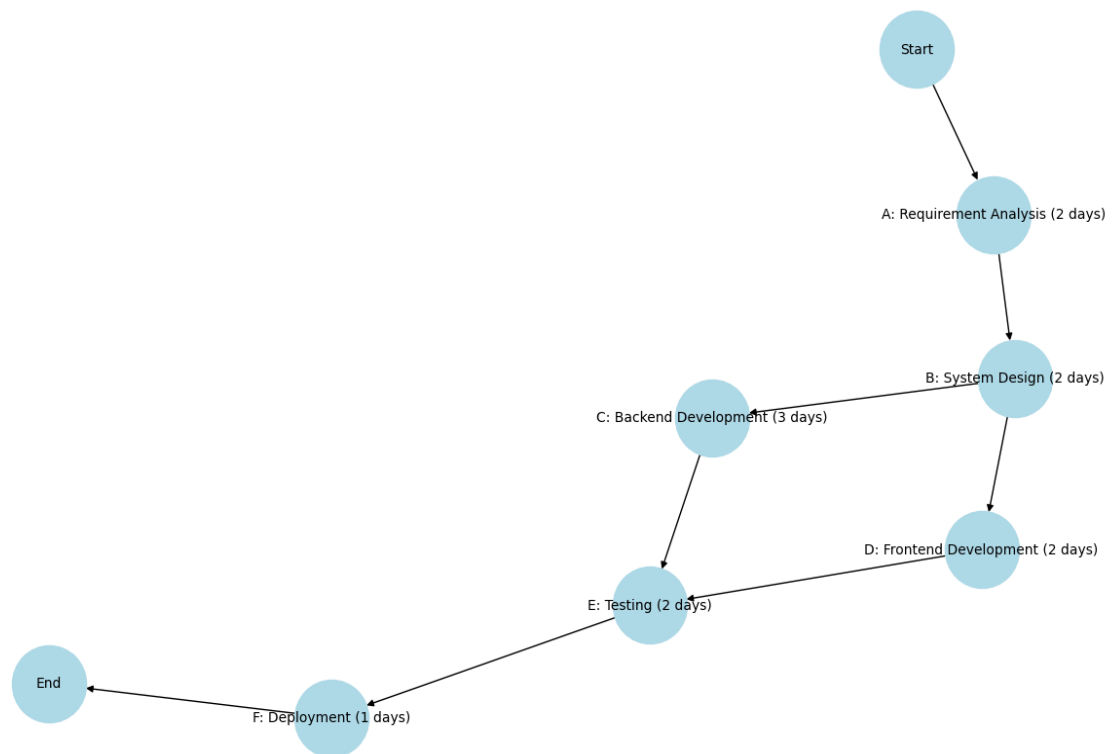 Start
A: Requirement Analysis (2 days)
B: System Design (2 days)
C: Backend Development (3 days)
D: Frontend Development (2 days)
E: Testing (2 days)
End
F: Deployment (1 days)